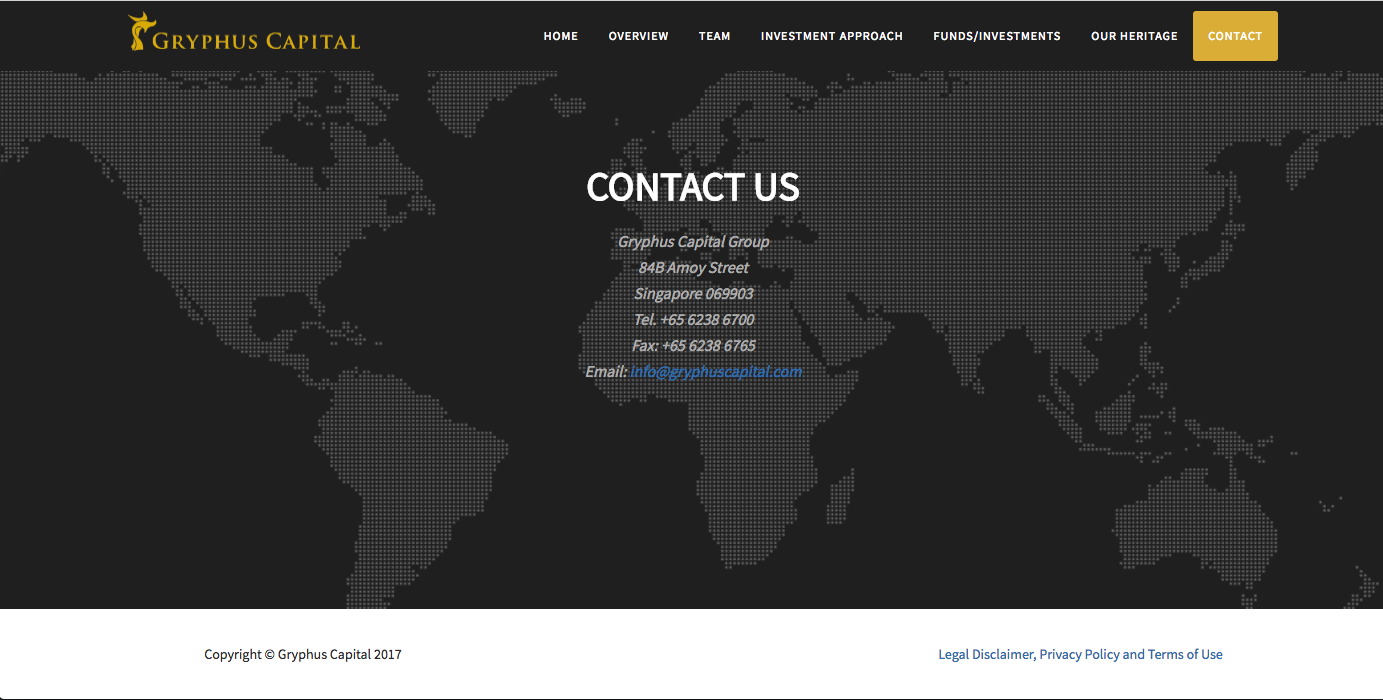 GRYPHUS CAPITAL
HOME OVERVIEW TEAM INVESTMENT APPROACH FUNDS/INVESTMENTS OUR HERITAGE CONTACT
CONTACT US
Gryphus Capital Group
84B Amoy Street
Singapore 069903
Tel. +65 6238 6700
Fax: +65 6238 6765
Email: info@gryphuscapital.com
Copyright © Gryphus Capital 2017
Legal Disclaimer, Privacy Policy and Terms of Use